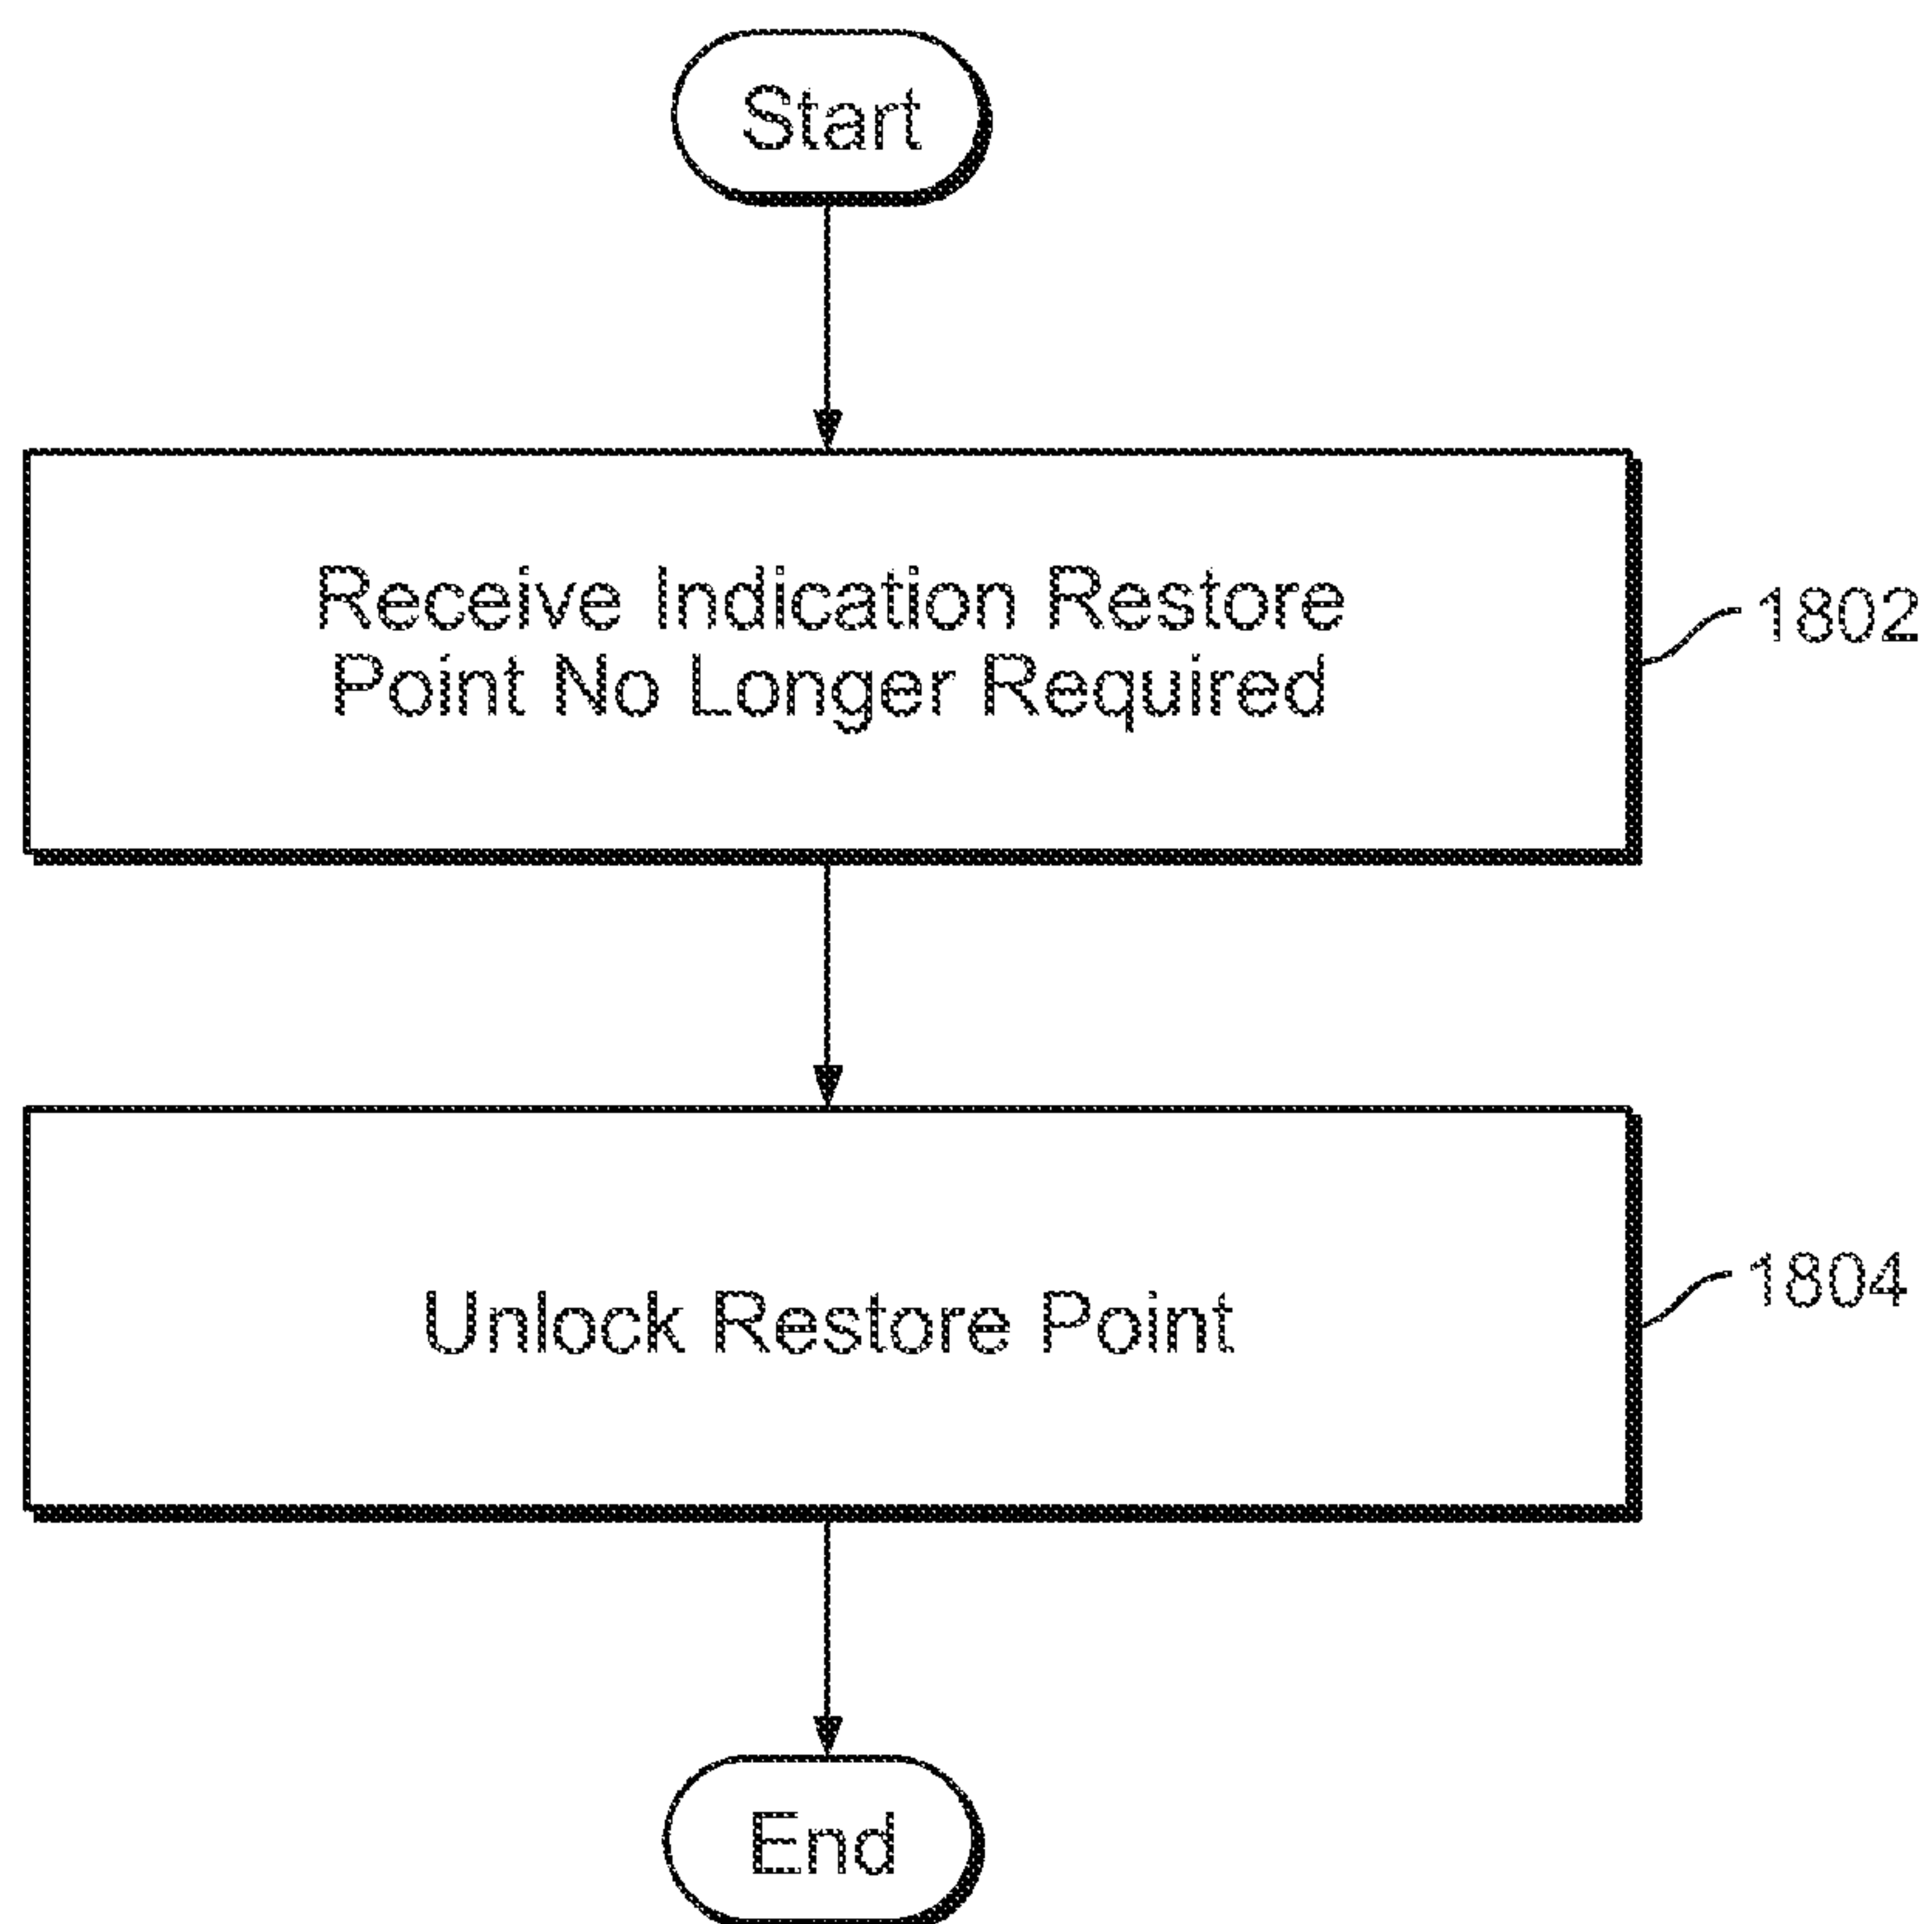 Start
Receive Indication Restore
Point No Longer Required
1802
Unlock Restore Point
1804
End